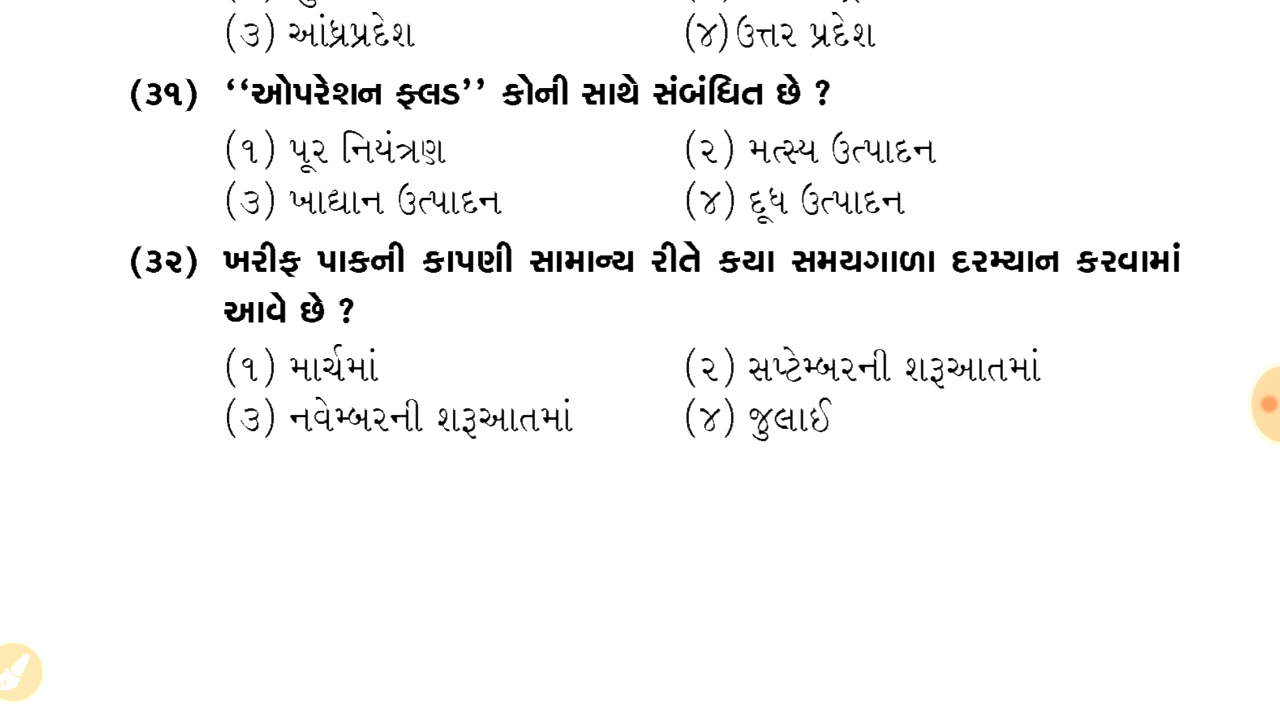 (૩) આંધ્રપ્રદેશ (૪) ઉત્તર પ્રદેશ
(૩૧) ‘‘ઓપરેશન ફ્લડ’’ કોની સાથે સંબંધિત છે ?
(૧) પૂર નિયંત્રણ (૨) મત્સ્ય ઉત્પાદન
(૩) ખાદ્યાન ઉત્પાદન (૪) દૂધ ઉત્પાદન
(૩૨) ખરીફ પાકની કાપણી સામાન્ય રીતે કયા સમયગાળા દરમ્યાન કરવામાં
આવે છે ?
(૧) માર્ચમાં (૨) સપ્ટેમ્બરની શરૂઆતમાં
(૩) નવેમ્બરની શરૂઆતમાં (૪) જુલાઈ